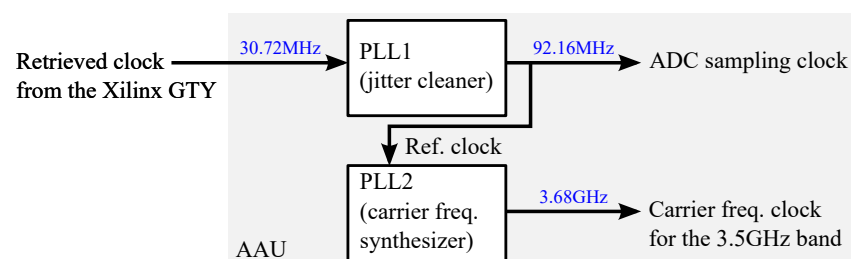 Retrieved clock
from the Xilinx GTY
30.72MHz
PLL1
(jitter cleaner)
92.16MHz
ADC sampling clock
Ref. clock
PLL2
(carrier freq.
synthesizer)
3.68GHz
Carrier freq. clock
for the 3.5GHz band
AAU